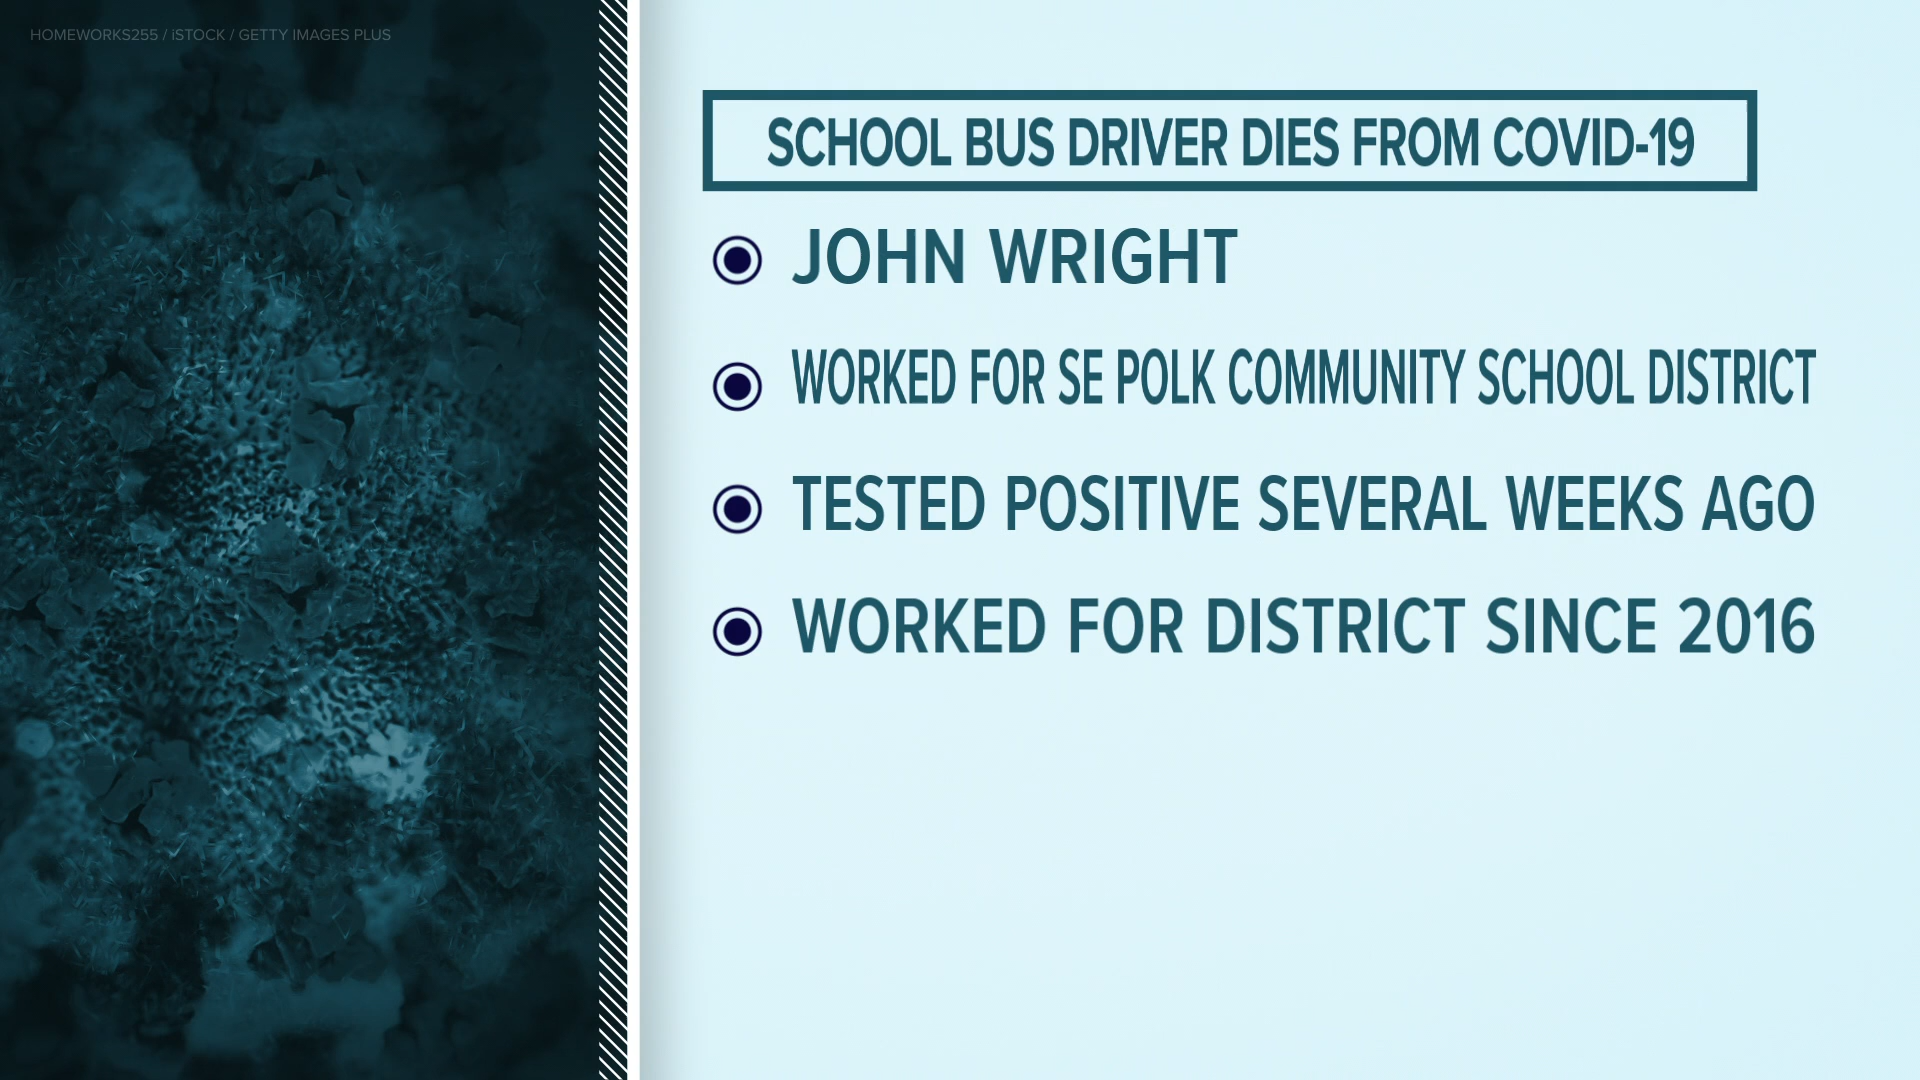 HOMEWORKS255 / iSTOCK / GETTY IMAGES PLUS
SCHOOL BUS DRIVER DIES FROM COVID-19
JOHN WRIGHT
WORKED FOR SE POLK COMMUNITY SCHOOL DISTRICT
TESTED POSITIVE SEVERAL WEEKS AGO
WORKED FOR DISTRICT SINCE 2016